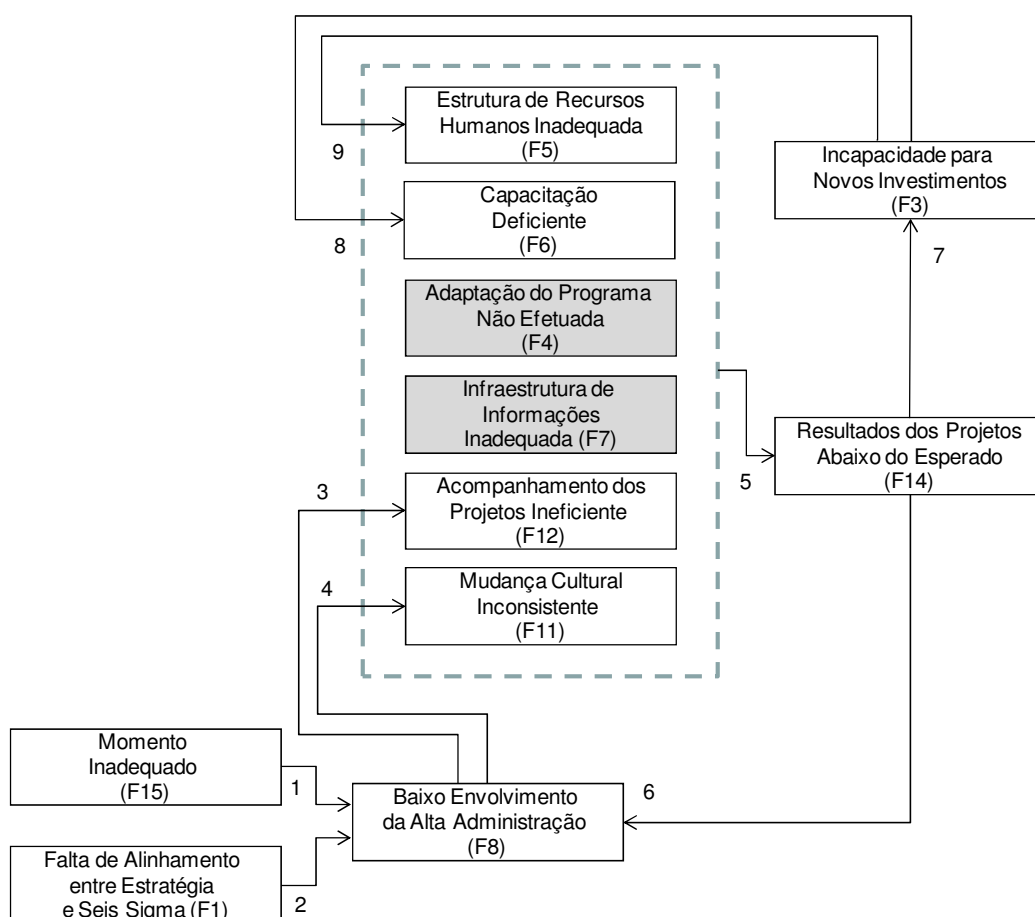 Estrutura de Recursos
Humanos Inadequada
(F5)
9
Incapacidade para
Novos Investimentos
(F3)
Capacitação
Deficiente
(F6)
8
7
Adaptação do Programa
Não Efetuada
(F4)
Infraestrutura de
Informações
Inadequada (F7)
Resultados dos Projetos
Abaixo do Esperado
(F14)
5
3
Acompanhamento dos
Projetos Ineficiente
(F12)
4
Mudança Cultural
Inconsistente
(F11)
Momento
Inadequado
(F15)
1
Baixo Envolvimento
da Alta Administração
(F8)
6
Falta de Alinhamento
entre Estratégia
e Seis Sigma (F1)
2